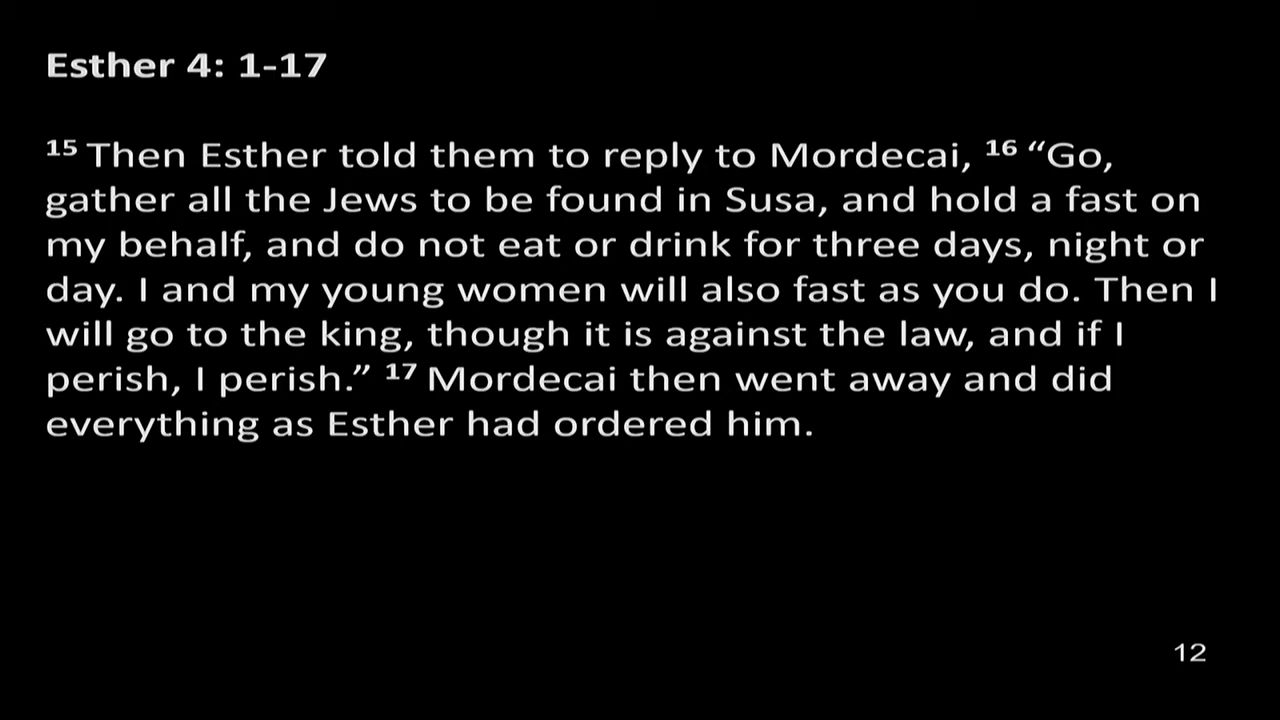 Esther 4: 1-17
15 Then Esther told them to reply to Mordecai, 16 “Go,
gather all the Jews to be found in Susa, and hold a fast on
my behalf, and do not eat or drink for three days, night or
day. I and my young women will also fast as you do. Then I
will go to the king, though it is against the law, and if I
perish, I perish.” 17 Mordecai then went away and did
everything as Esther had ordered him.
12